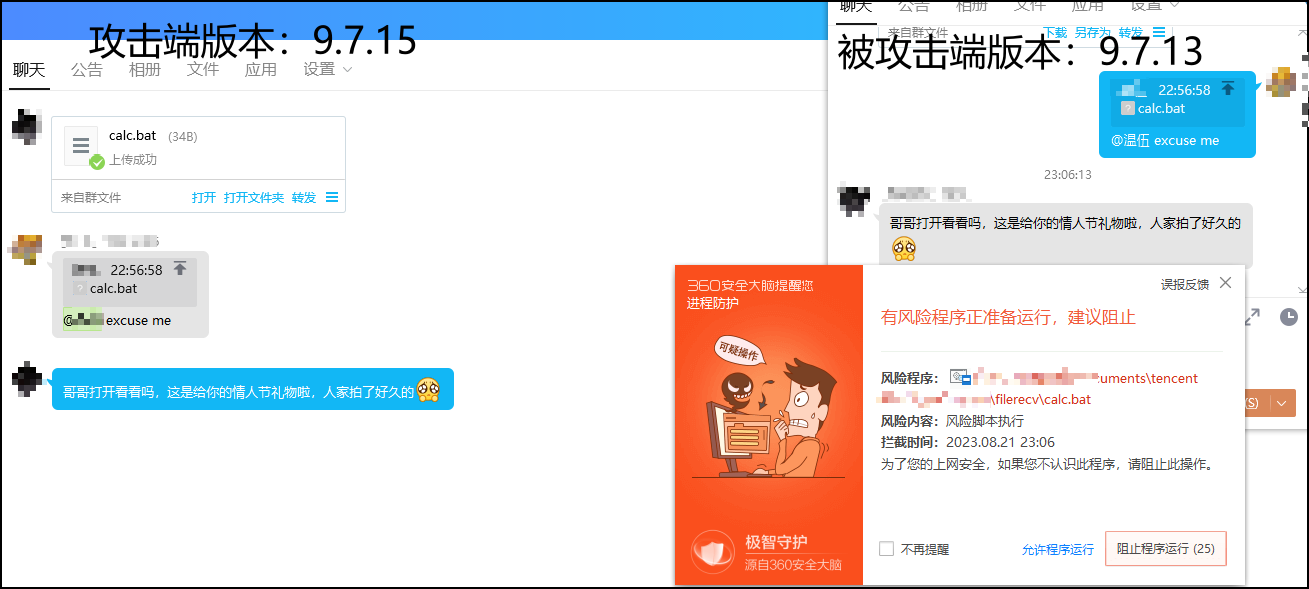 攻击端版本：9.7.15
聊天 公告 相册 文件 应用 设置
calc.bat (34B)
上传成功
来自群文件 打开 打开文件夹 转发
22:56:58
calc.bat
@ excuse me
哥哥打开看看吗，这是给你的情人节礼物啦，人家拍了好久的
聊天 公告 相册 文件 应用 设置
来自群文件 下载 另存为 转发
被攻击端版本：9.7.13
22:56:58
calc.bat
@温伍 excuse me
23:06:13
哥哥打开看看吗，这是给你的情人节礼物啦，人家拍了好久的
(S)
360安全大脑提醒您
进程防护
可疑操作
极智守护
源自360安全大脑
误报反馈
有风险程序正准备运行，建议阻止
风险程序： uments\tencent
\filerecv\calc.bat
风险内容：风险脚本执行
拦截时间：2023.08.21 23:06
为了您的上网安全，如果您不认识此程序，请阻止此操作。
不再提醒 允许程序运行 阻止程序运行 (25)